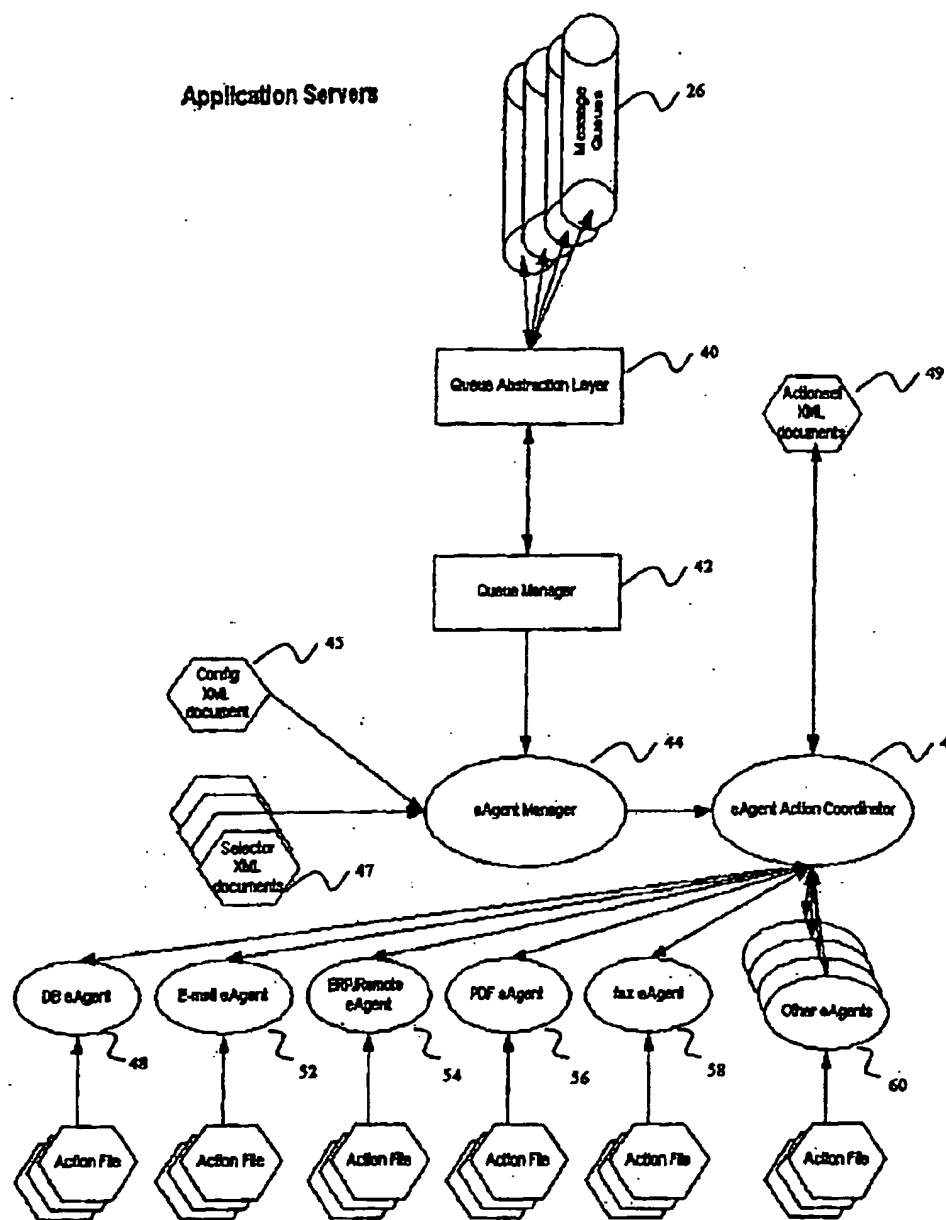 Application Servers
26
Message
Queues
40
Queue Abstraction Layer
49
Actionset
XML
documents
42
Queue Manager
45
Config
XML
document
44
4
eAgent Manager
eAgent Action Coordinator
Selector
XML
documents
47
DB eAgent
E-mail eAgent
ERP/Remote
eAgent
PDF eAgent
fax eAgent
Other eAgents
48
52
54
56
58
60
Action File
Action File
Action File
Action File
Action File
Action File